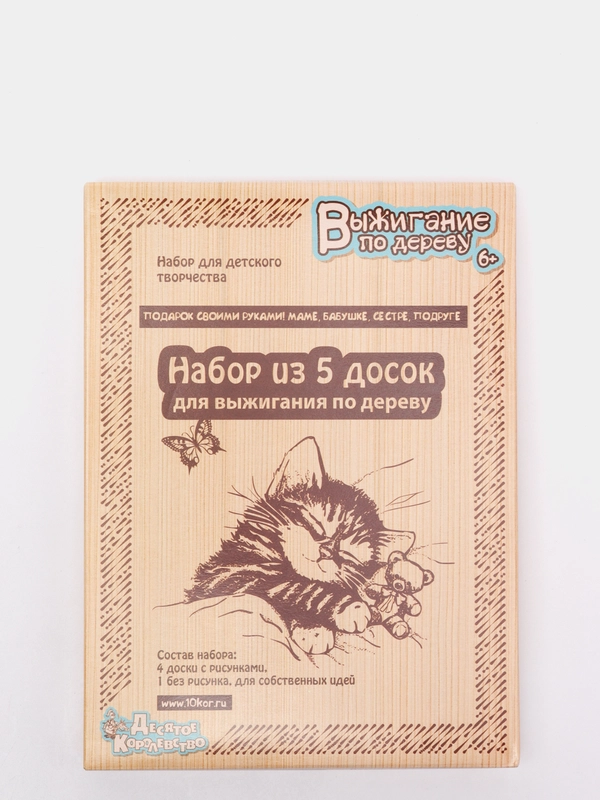 Выжигание
по дереву
6+
Набор для детского
творчества
ПОДАРОК СВОИМИ РУКАМИ! МАМЕ, БАБУШКЕ, СЕСТРЕ, ПОДРУГЕ
Набор из 5 досок
для выжигания по дереву
Состав набора:
4 доски с рисунками,
1 без рисунка, для собственных идей
www.10kor.ru
Десятое
Королевство